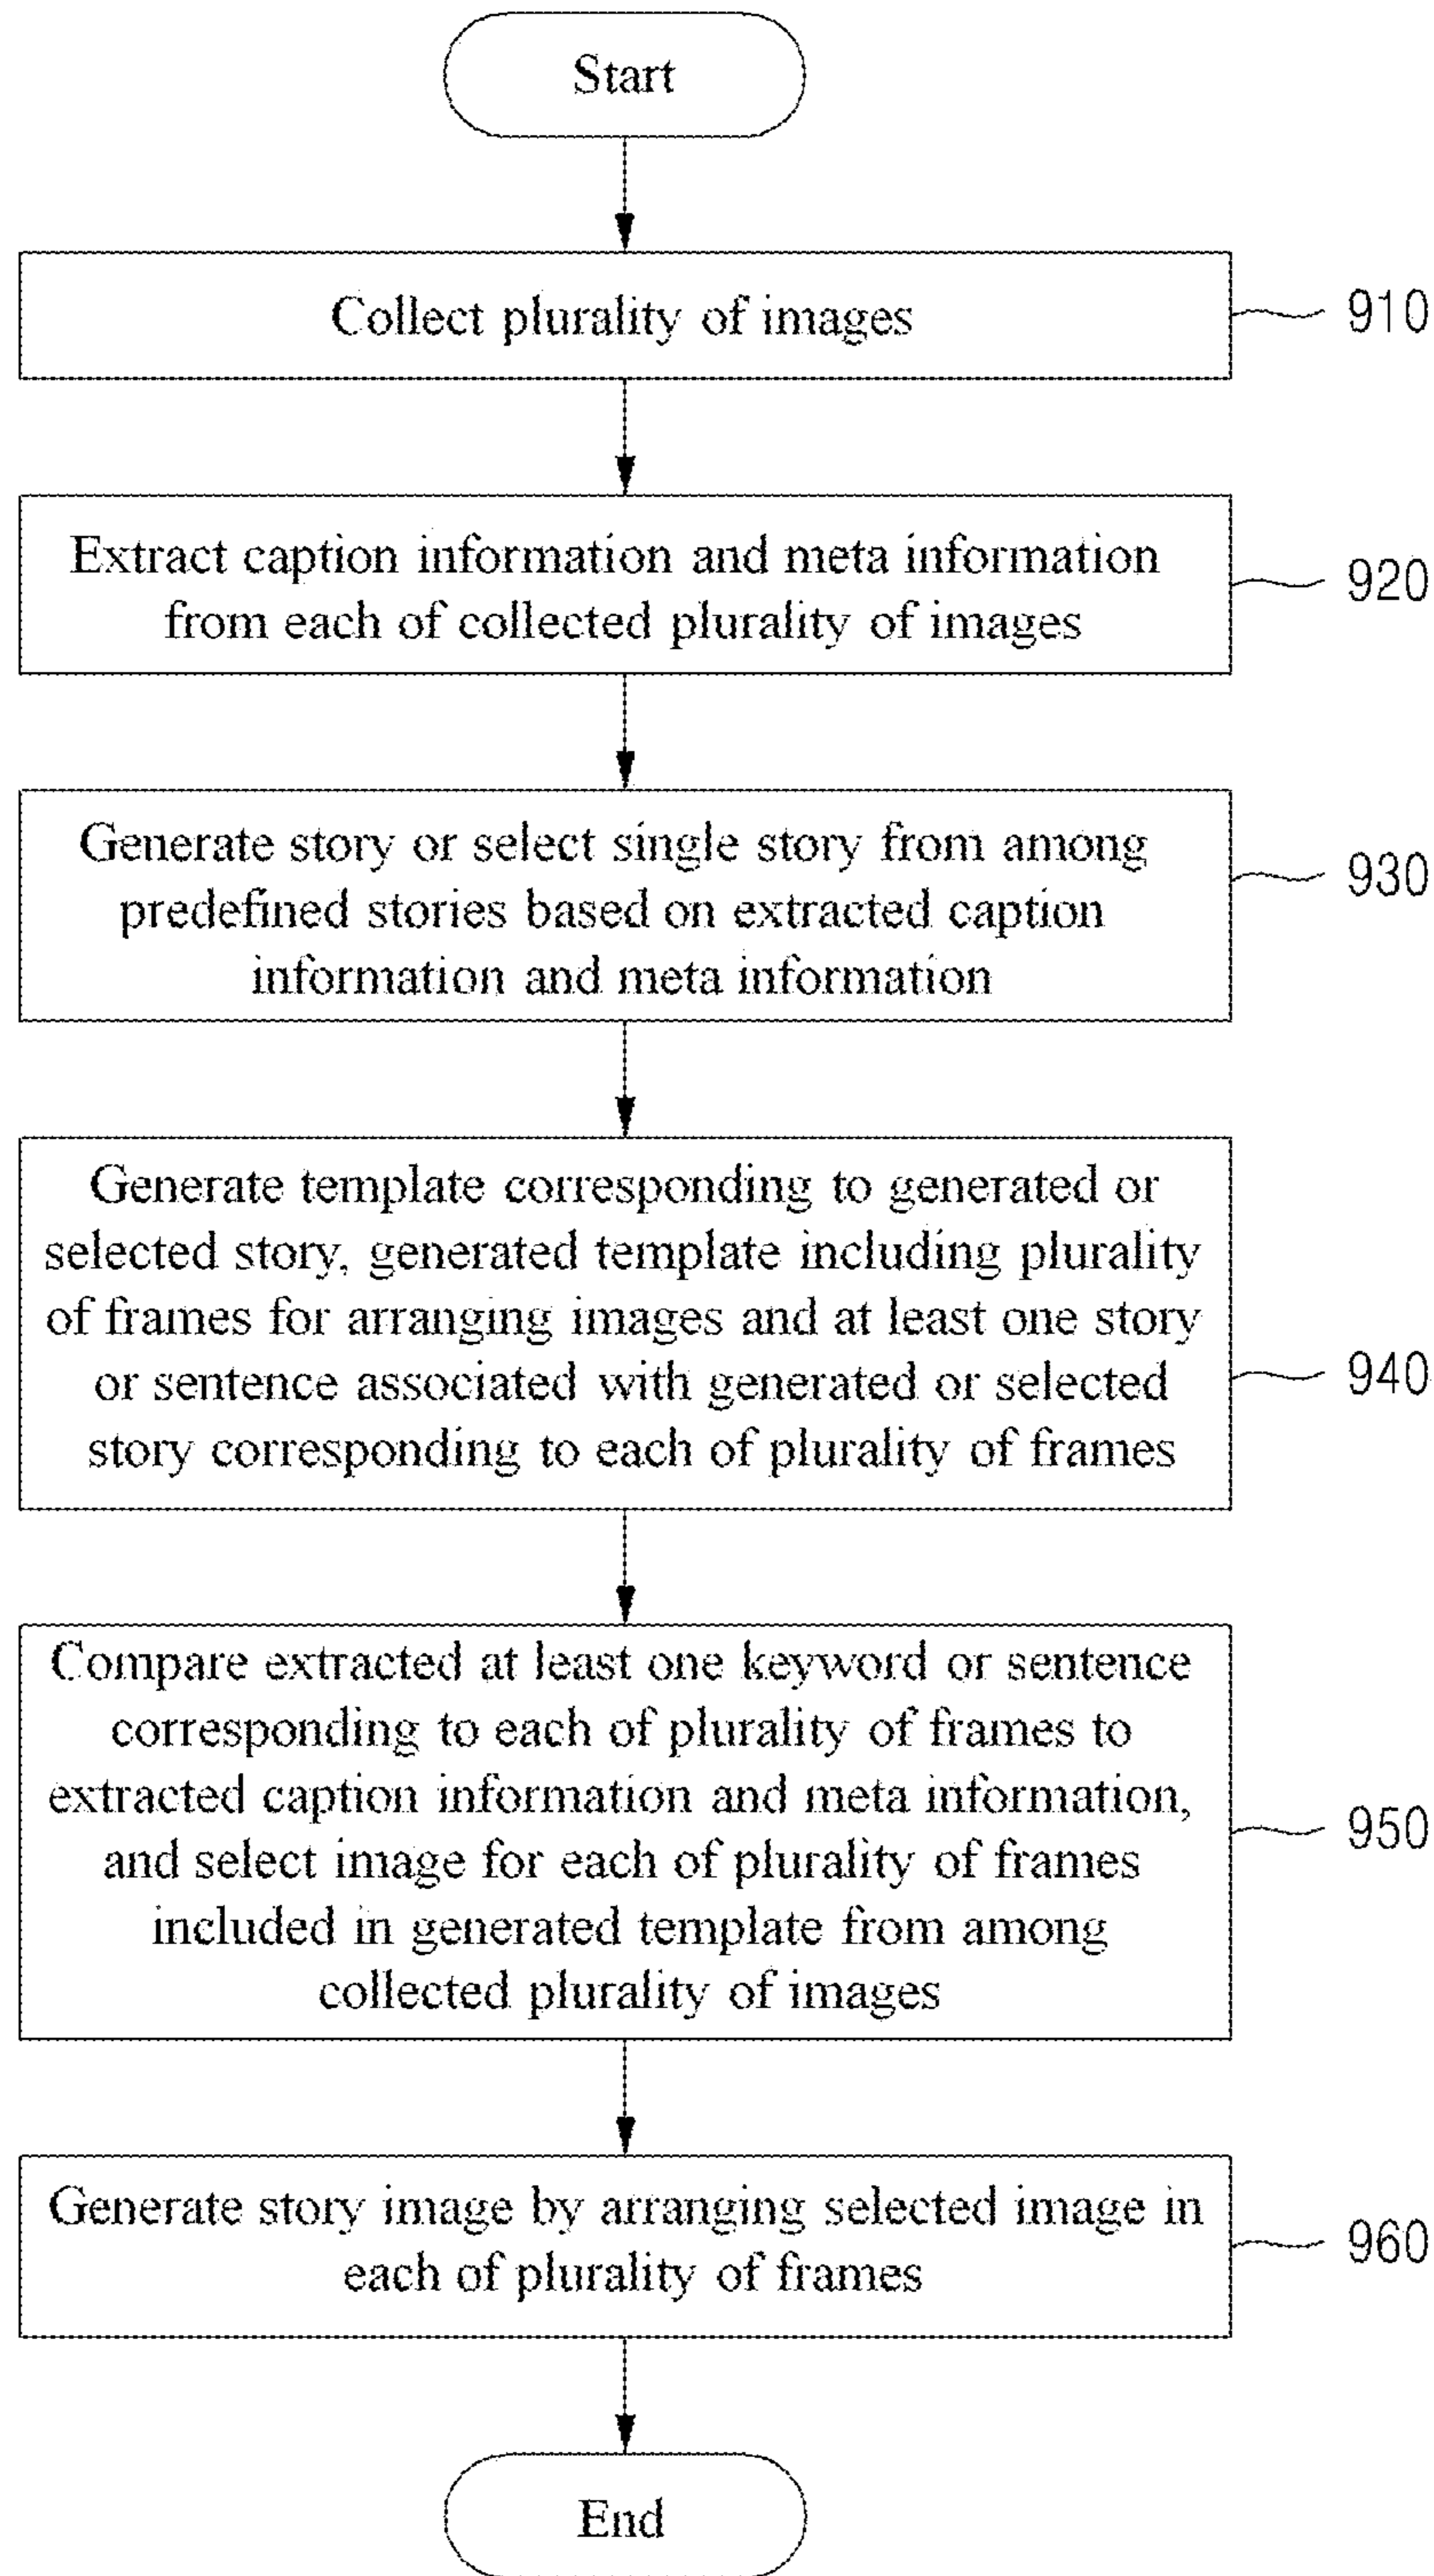 Start
Collect plurality of images
910
Extract caption information and meta information
from each of collected plurality of images
920
Generate story or select single story from among
predefined stories based on extracted caption
information and meta information
930
Generate template corresponding to generated or
selected story, generated template including plurality
of frames for arranging images and at least one story
or sentence associated with generated or selected
story corresponding to each of plurality of frames
940
Compare extracted at least one keyword or sentence
corresponding to each of plurality of frames to
extracted caption information and meta information,
and select image for each of plurality of frames
included in generated template from among
collected plurality of images
950
Generate story image by arranging selected image in
each of plurality of frames
960
End